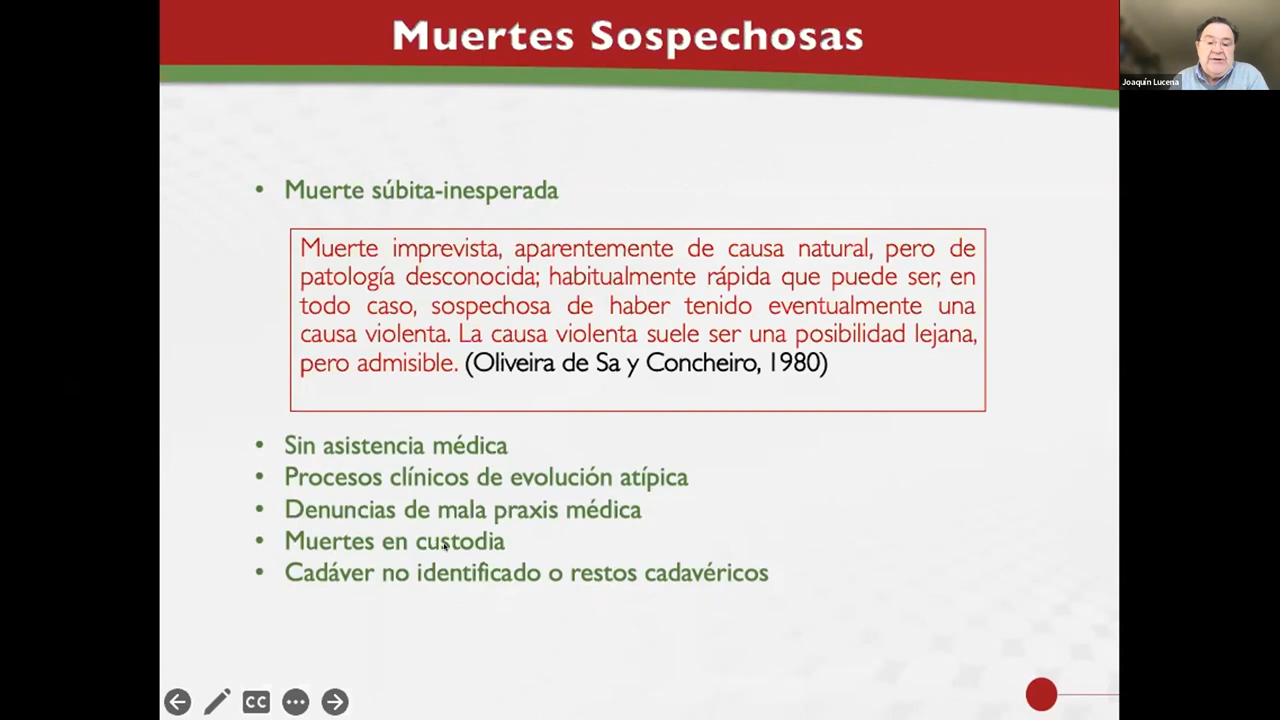 Muertes Sospechosas
Joaquín Lucena
• Muerte súbita-inesperada
Muerte imprevista, aparentemente de causa natural, pero de
patología desconocida; habitualmente rápida que puede ser, en
todo caso, sospechosa de haber tenido eventualmente una
causa violenta. La causa violenta suele ser una posibilidad lejana,
pero admisible. (Oliveira de Sa y Concheiro, 1980)
• Sin asistencia médica
• Procesos clínicos de evolución atípica
• Denuncias de mala praxis médica
• Muertes en custodia
• Cadáver no identificado o restos cadavéricos
CC